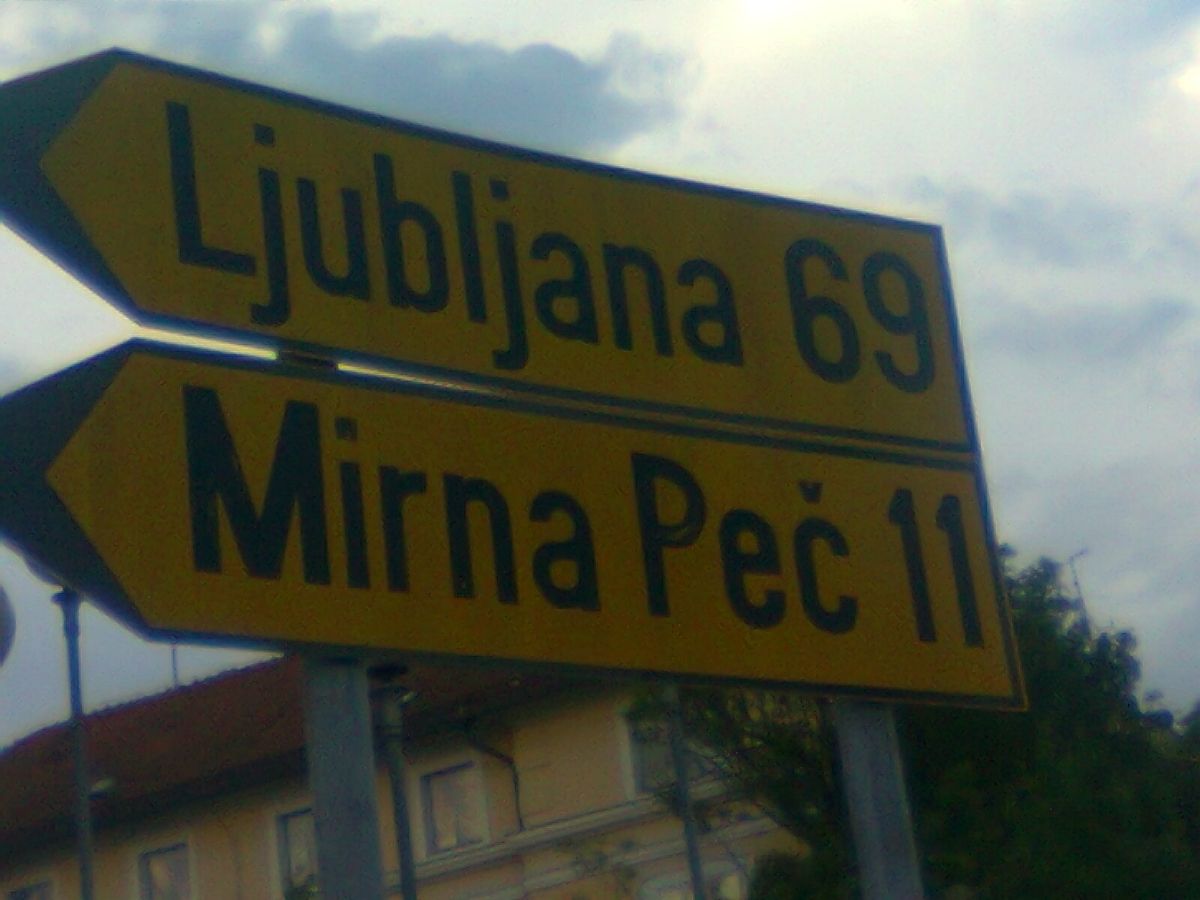 Ljubljana 69
Mirna Peč 11